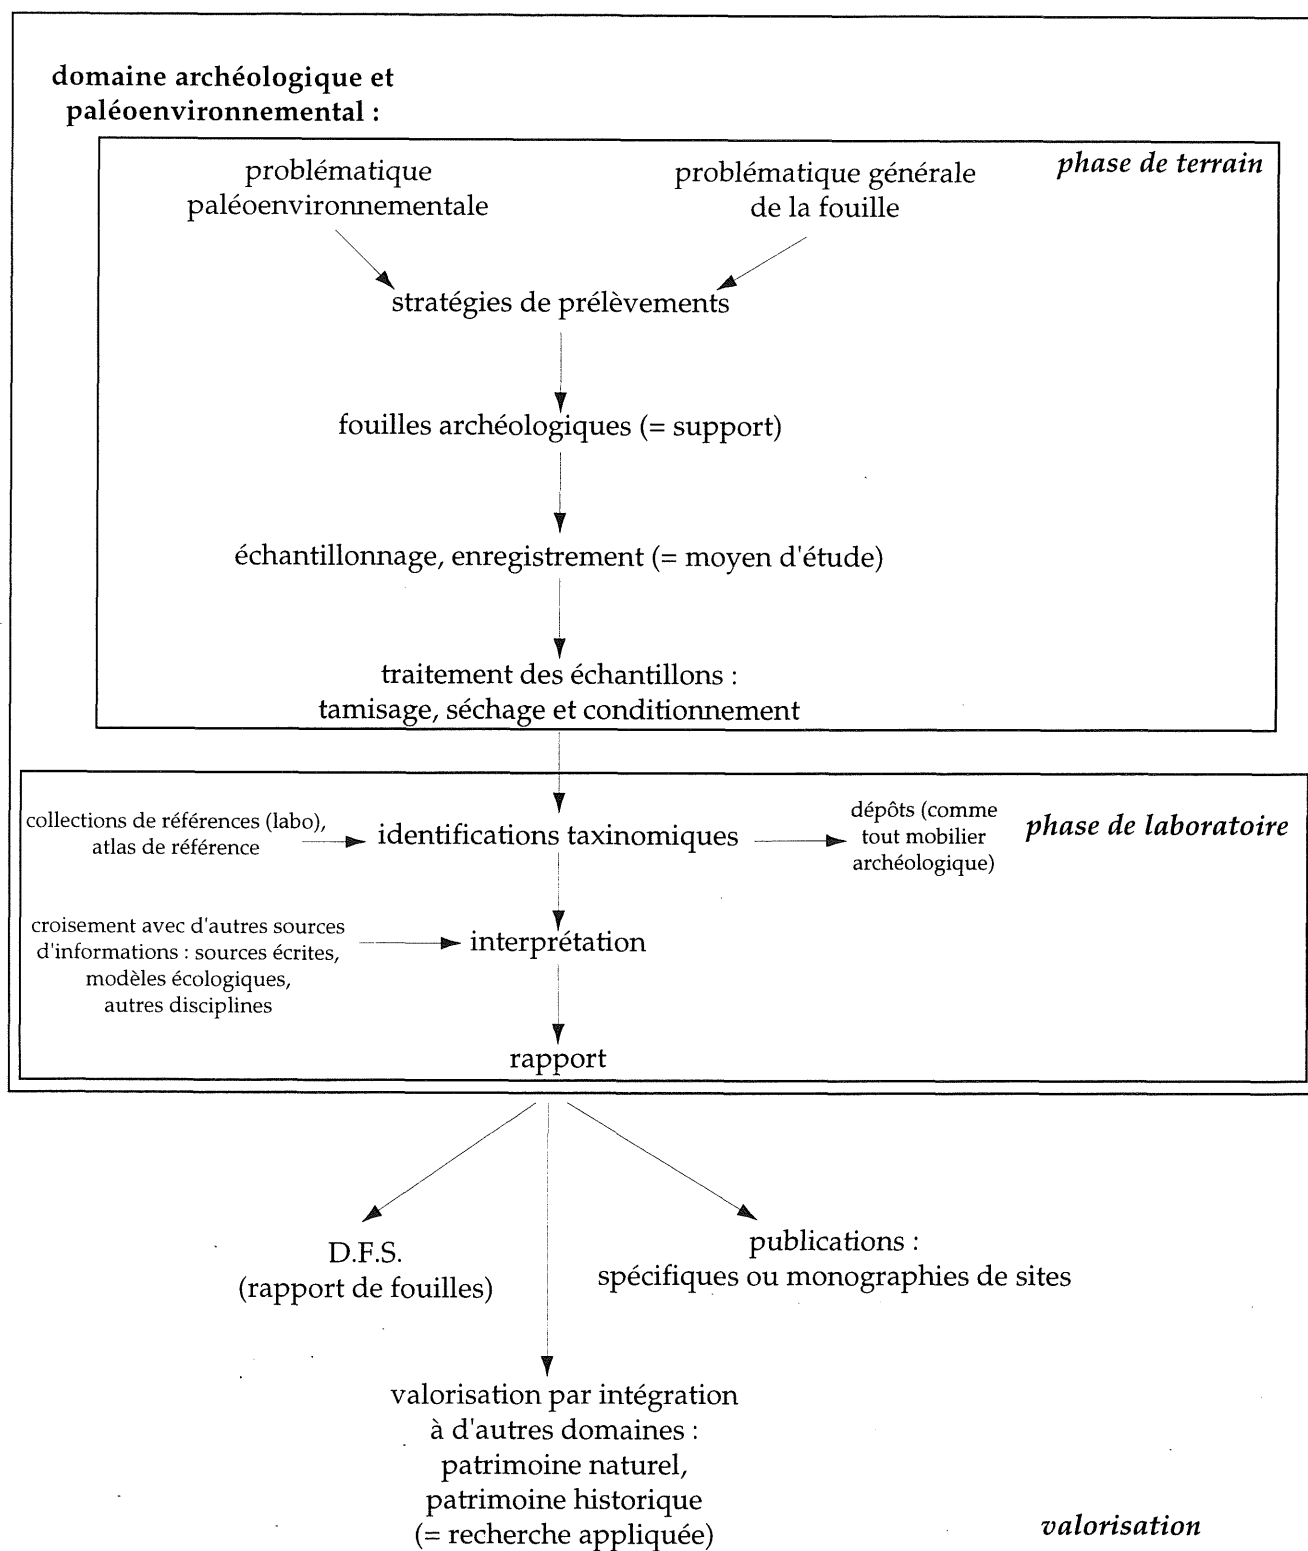 domaine archéologique et
paléoenvironnemental :
phase de terrain
problématique
paléoenvironnementale
problématique générale
de la fouille
stratégies de prélèvements
fouilles archéologiques (= support)
échantillonnage, enregistrement (= moyen d'étude)
traitement des échantillons :
tamisage, séchage et conditionnement
phase de laboratoire
collections de références (labo),
atlas de référence
identifications taxinomiques
dépôts (comme
tout mobilier
archéologique)
croisement avec d'autres sources
d'informations : sources écrites,
modèles écologiques,
autres disciplines
interprétation
rapport
D.F.S.
(rapport de fouilles)
publications :
spécifiques ou monographies de sites
valorisation par intégration
à d'autres domaines :
patrimoine naturel,
patrimoine historique
(= recherche appliquée)
valorisation